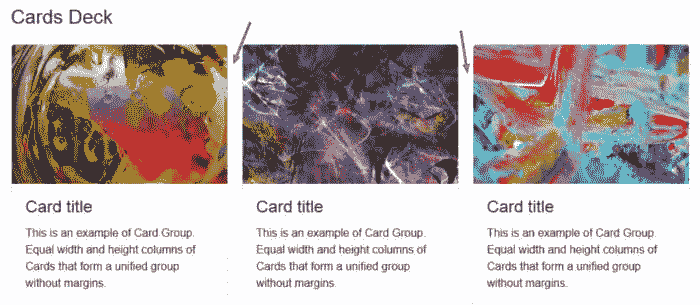 Cards Deck
Card title
This is an example of Card Group.
Equal width and height columns of
Cards that form a unified group
without margins.
Card title
This is an example of Card Group.
Equal width and height columns of
Cards that form a unified group
without margins.
Card title
This is an example of Card Group.
Equal width and height columns of
Cards that form a unified group
without margins.